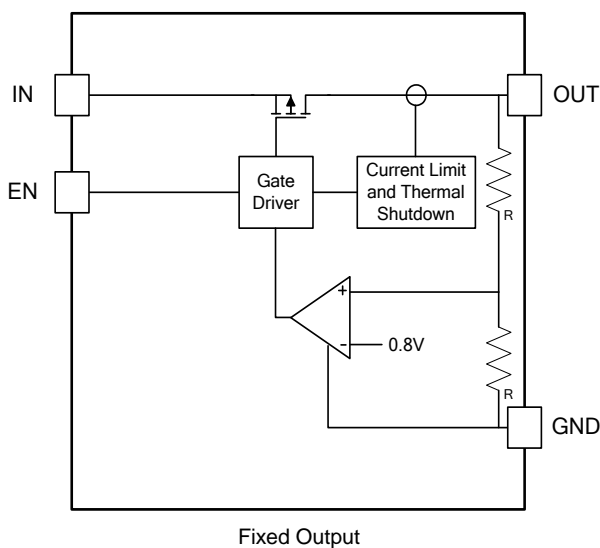 IN
OUT
EN
Gate
Driver
Current Limit
and Thermal
Shutdown
R
+
-
0.8V
R
GND
Fixed Output